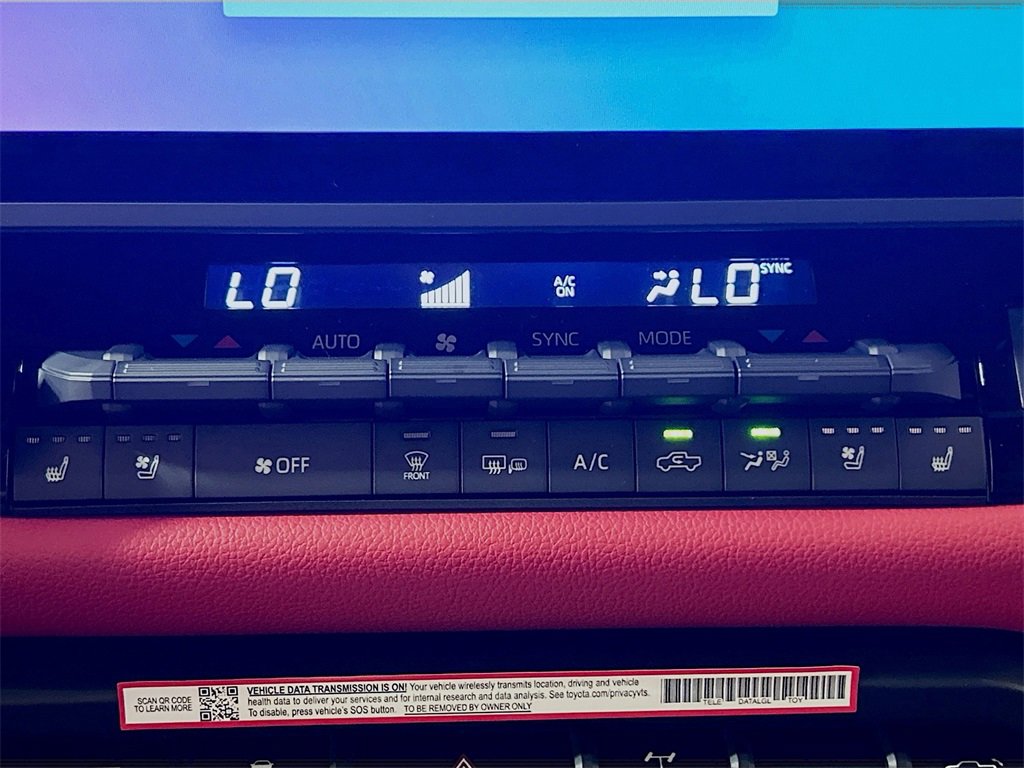 LO A/C ON LO SYNC
AUTO SYNC MODE
OFF FRONT A/C
SCAN QR CODE
TO LEARN MORE
VEHICLE DATA TRANSMISSION IS ON! Your vehicle wirelessly transmits location, driving and vehicle
health data to deliver your services and for internal research and data analysis. See toyota.com/privacyvts.
To disable, press vehicle's SOS button. TO BE REMOVED BY OWNER ONLY
TELE DATALGL TOY